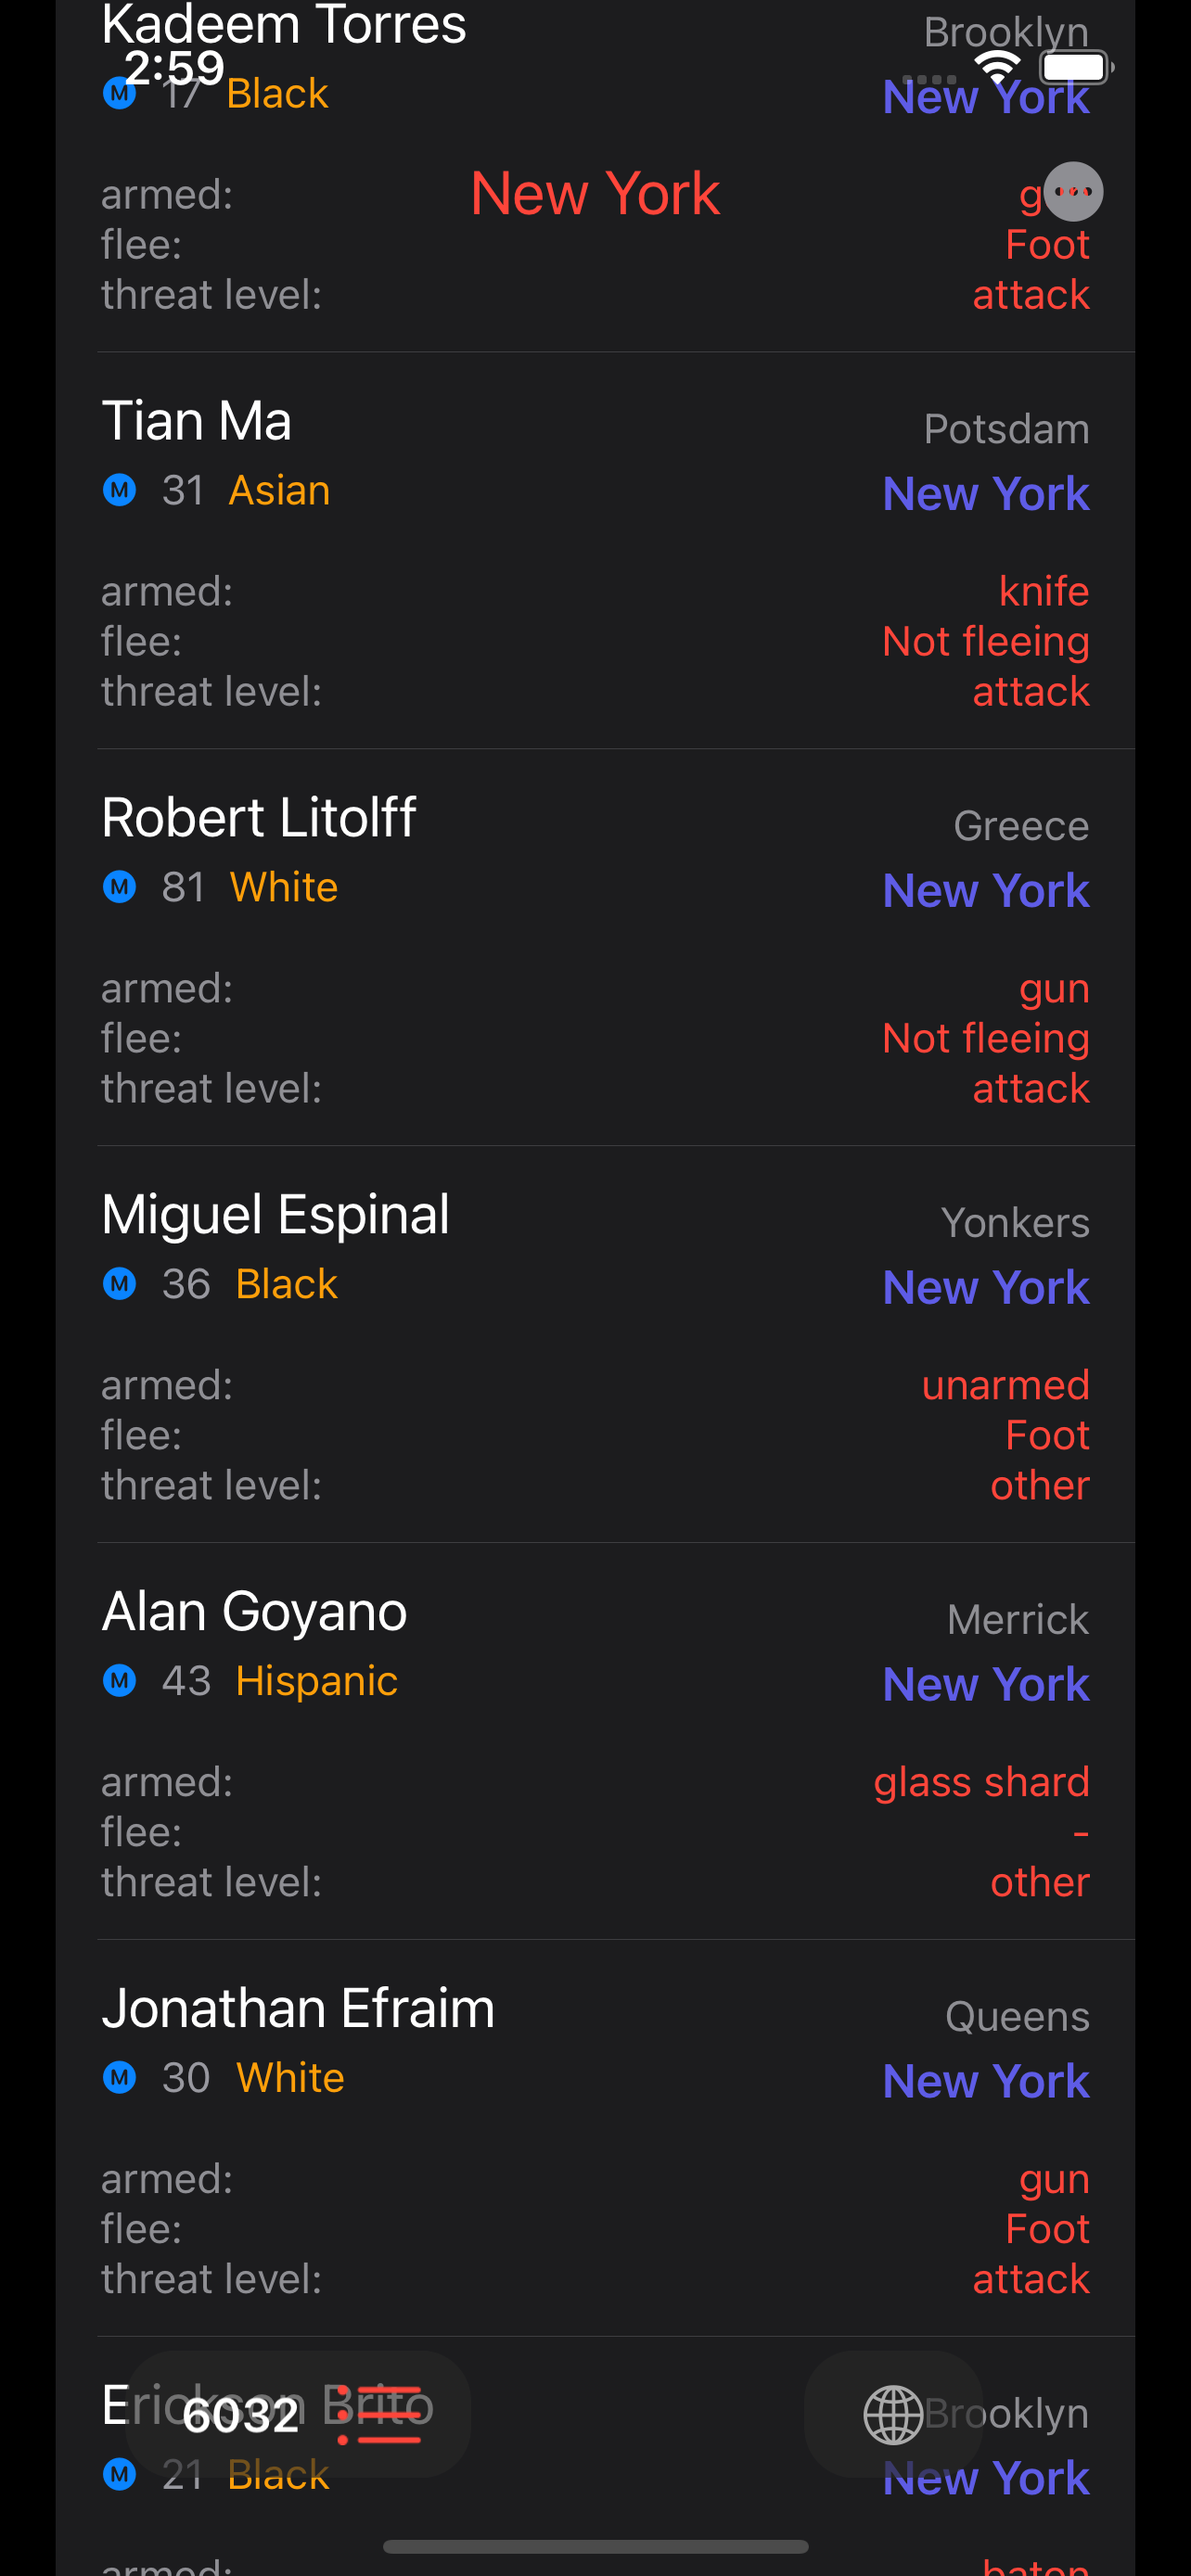 Kadeem Torres
Brooklyn
2:59
M 17 Black
New York
New York
armed:
flee: Foot
threat level: attack
Tian Ma
Potsdam
M 31 Asian
New York
armed: knife
flee: Not fleeing
threat level: attack
Robert Litolff
Greece
M 81 White
New York
armed: gun
flee: Not fleeing
threat level: attack
Miguel Espinal
Yonkers
M 36 Black
New York
armed: unarmed
flee: Foot
threat level: other
Alan Goyano
Merrick
M 43 Hispanic
New York
armed: glass shard
flee: -
threat level: other
Jonathan Efraim
Queens
M 30 White
New York
armed: gun
flee: Foot
threat level: attack
Erickson Brito
Brooklyn
6032
M 21 Black
New York
armed: baton